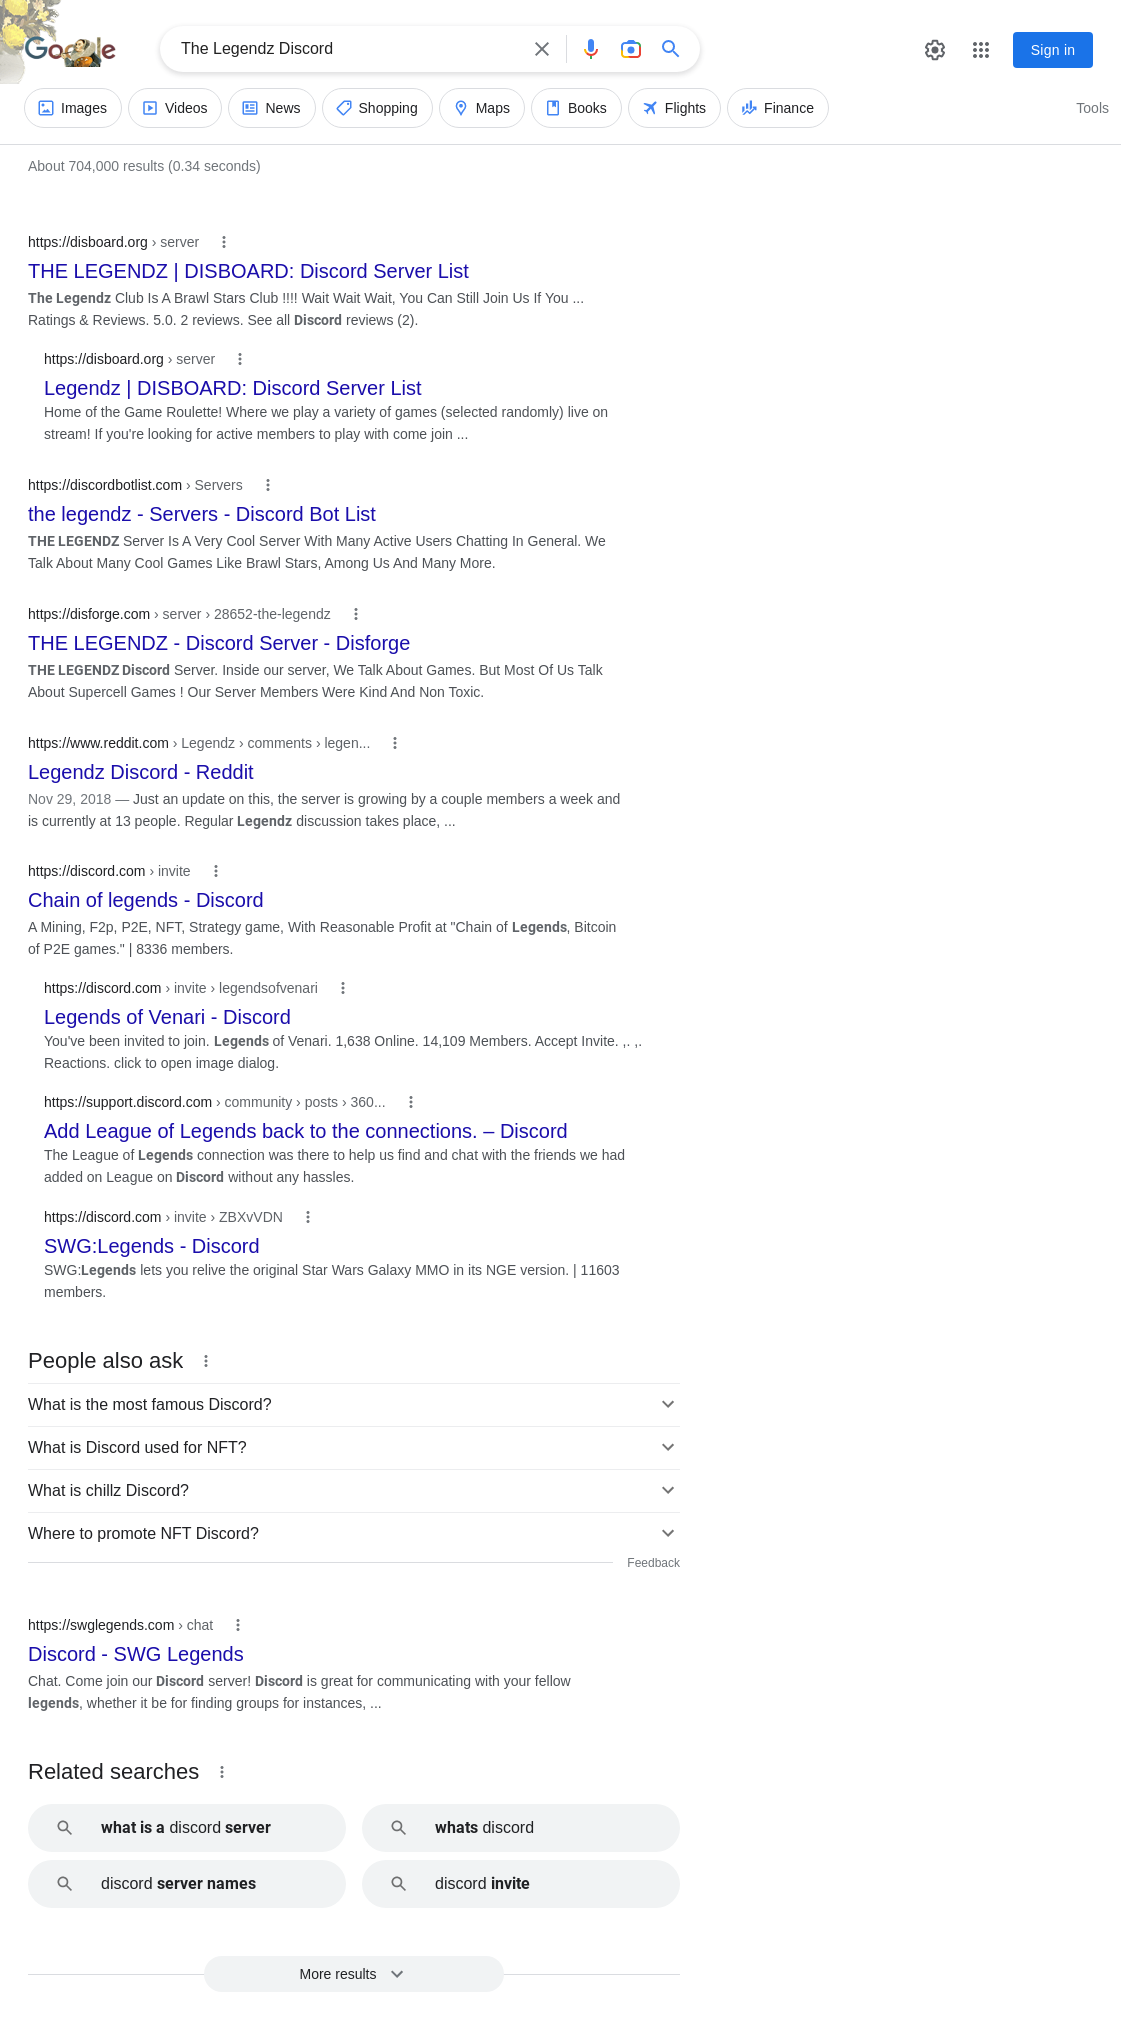 Google
The Legendz Discord
Sign in
Images
Videos
News
Shopping
Maps
Books
Flights
Finance
Tools
About 704,000 results (0.34 seconds)
https://disboard.org › server
THE LEGENDZ | DISBOARD: Discord Server List
The Legendz Club Is A Brawl Stars Club !!!! Wait Wait Wait, You Can Still Join Us If You ...
Ratings & Reviews. 5.0. 2 reviews. See all Discord reviews (2).
https://disboard.org › server
Legendz | DISBOARD: Discord Server List
Home of the Game Roulette! Where we play a variety of games (selected randomly) live on
stream! If you're looking for active members to play with come join ...
https://discordbotlist.com › Servers
the legendz - Servers - Discord Bot List
THE LEGENDZ Server Is A Very Cool Server With Many Active Users Chatting In General. We
Talk About Many Cool Games Like Brawl Stars, Among Us And Many More.
https://disforge.com › server › 28652-the-legendz
THE LEGENDZ - Discord Server - Disforge
THE LEGENDZ Discord Server. Inside our server, We Talk About Games. But Most Of Us Talk
About Supercell Games ! Our Server Members Were Kind And Non Toxic.
https://www.reddit.com › Legendz › comments › legen...
Legendz Discord - Reddit
Nov 29, 2018 — Just an update on this, the server is growing by a couple members a week and
is currently at 13 people. Regular Legendz discussion takes place, ...
https://discord.com › invite
Chain of legends - Discord
A Mining, F2p, P2E, NFT, Strategy game, With Reasonable Profit at "Chain of Legends, Bitcoin
of P2E games." | 8336 members.
https://discord.com › invite › legendsofvenari
Legends of Venari - Discord
You've been invited to join. Legends of Venari. 1,638 Online. 14,109 Members. Accept Invite. ,. ,.
Reactions. click to open image dialog.
https://support.discord.com › community › posts › 360...
Add League of Legends back to the connections. – Discord
The League of Legends connection was there to help us find and chat with the friends we had
added on League on Discord without any hassles.
https://discord.com › invite › ZBXvVDN
SWG:Legends - Discord
SWG:Legends lets you relive the original Star Wars Galaxy MMO in its NGE version. | 11603
members.
People also ask
What is the most famous Discord?
What is Discord used for NFT?
What is chillz Discord?
Where to promote NFT Discord?
Feedback
https://swglegends.com › chat
Discord - SWG Legends
Chat. Come join our Discord server! Discord is great for communicating with your fellow
legends, whether it be for finding groups for instances, ...
Related searches
what is a discord server
whats discord
discord server names
discord invite
More results